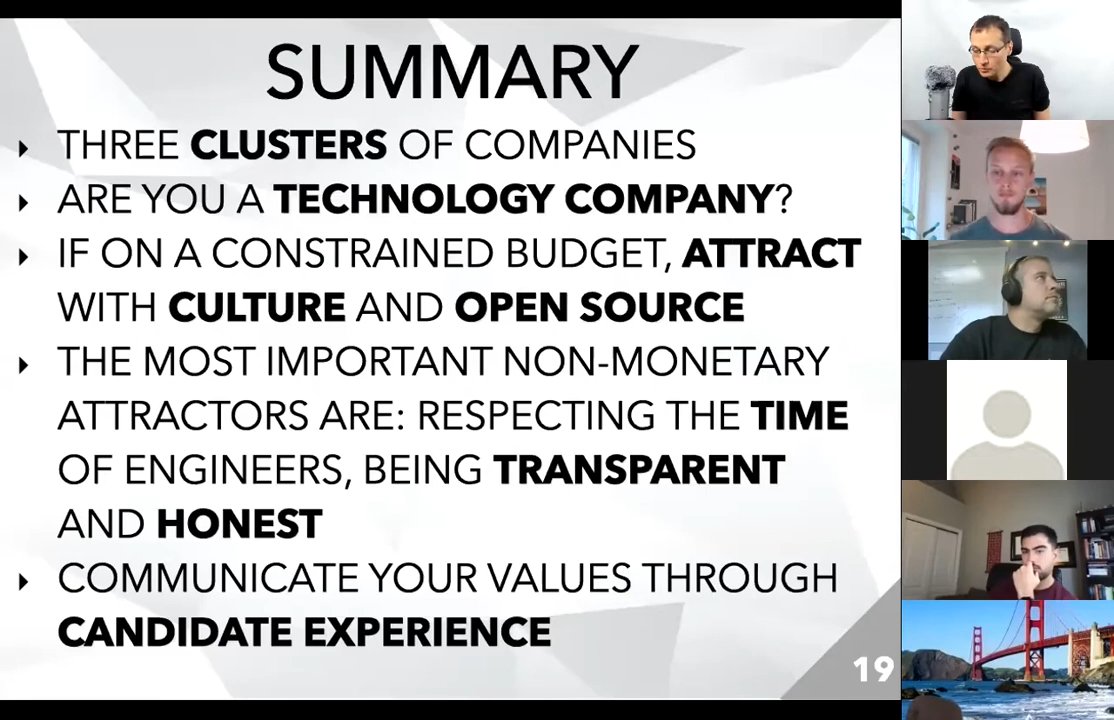 SUMMARY
THREE CLUSTERS OF COMPANIES
ARE YOU A TECHNOLOGY COMPANY?
IF ON A CONSTRAINED BUDGET, ATTRACT
WITH CULTURE AND OPEN SOURCE
THE MOST IMPORTANT NON-MONETARY
ATTRACTORS ARE: RESPECTING THE TIME
OF ENGINEERS, BEING TRANSPARENT
AND HONEST
COMMUNICATE YOUR VALUES THROUGH
CANDIDATE EXPERIENCE
19